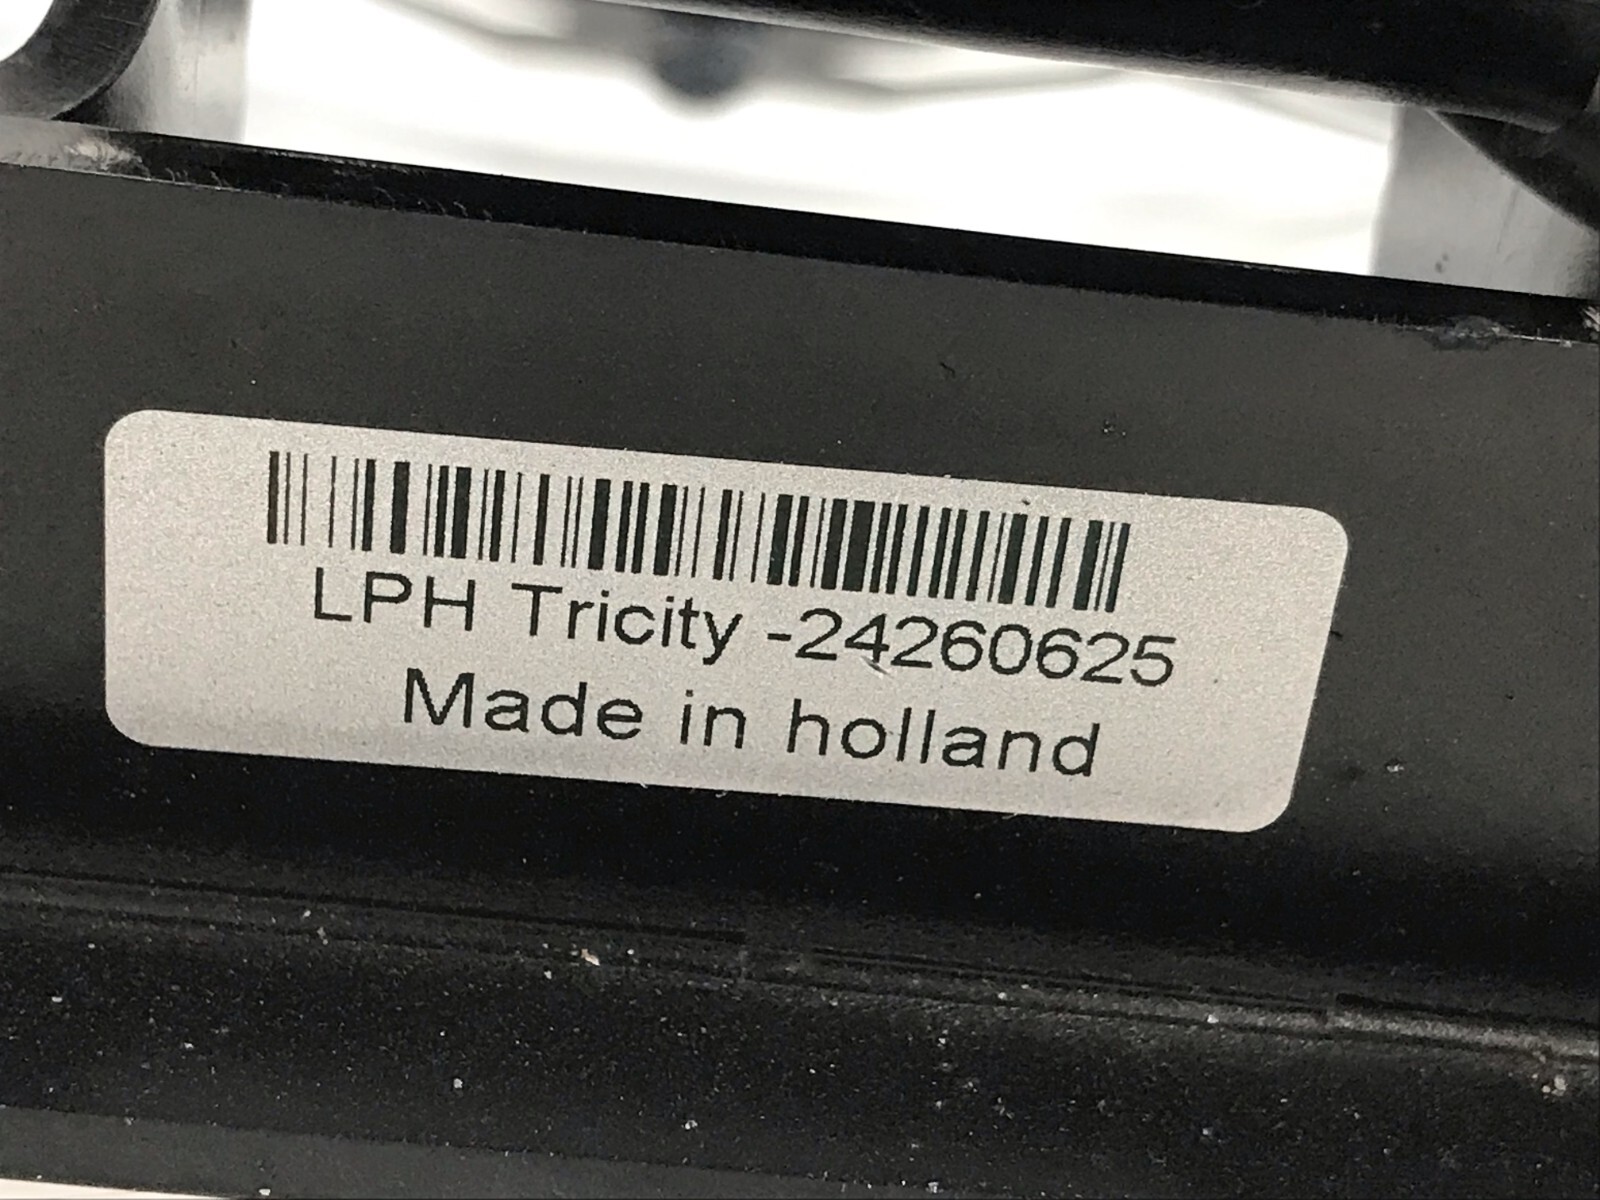 LPH Tricity -24260625
Made in holland